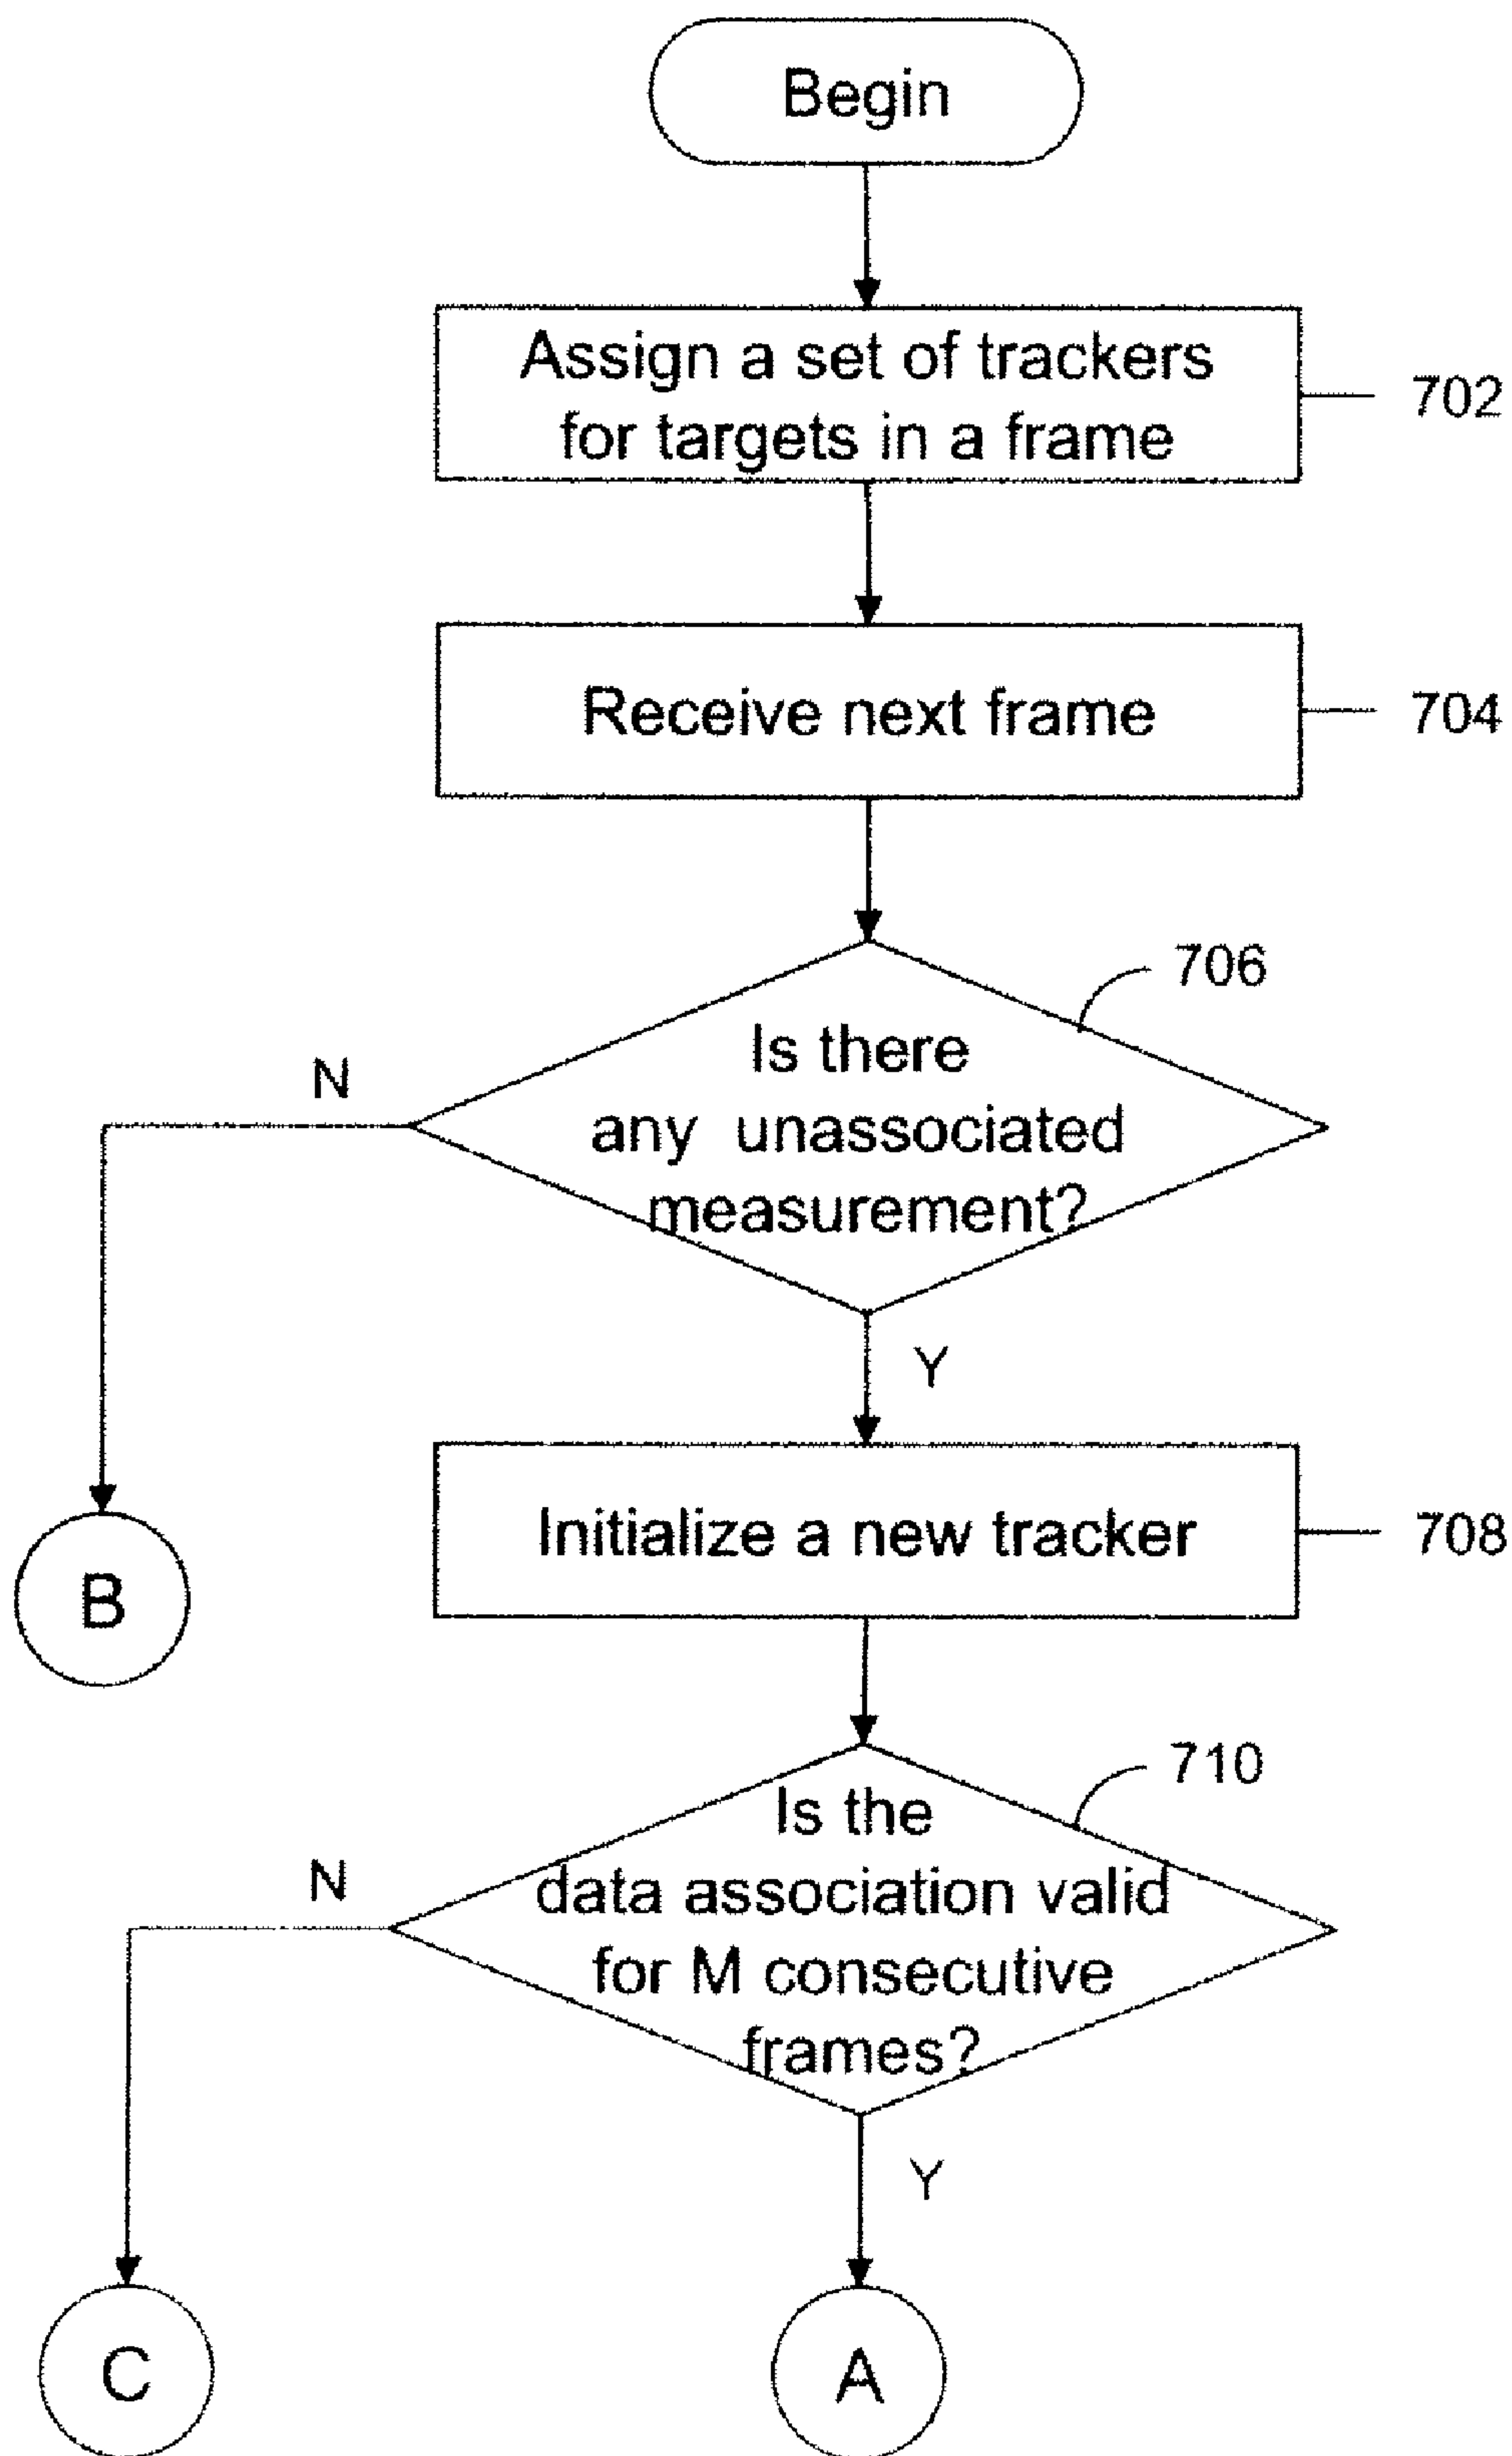 Begin
Assign a set of trackers
for targets in a frame
702
Receive next frame
704
706
Is there
any unassociated
measurement?
N
Y
B
Initialize a new tracker
708
710
Is the
data association valid
for M consecutive
frames?
N
Y
C
A